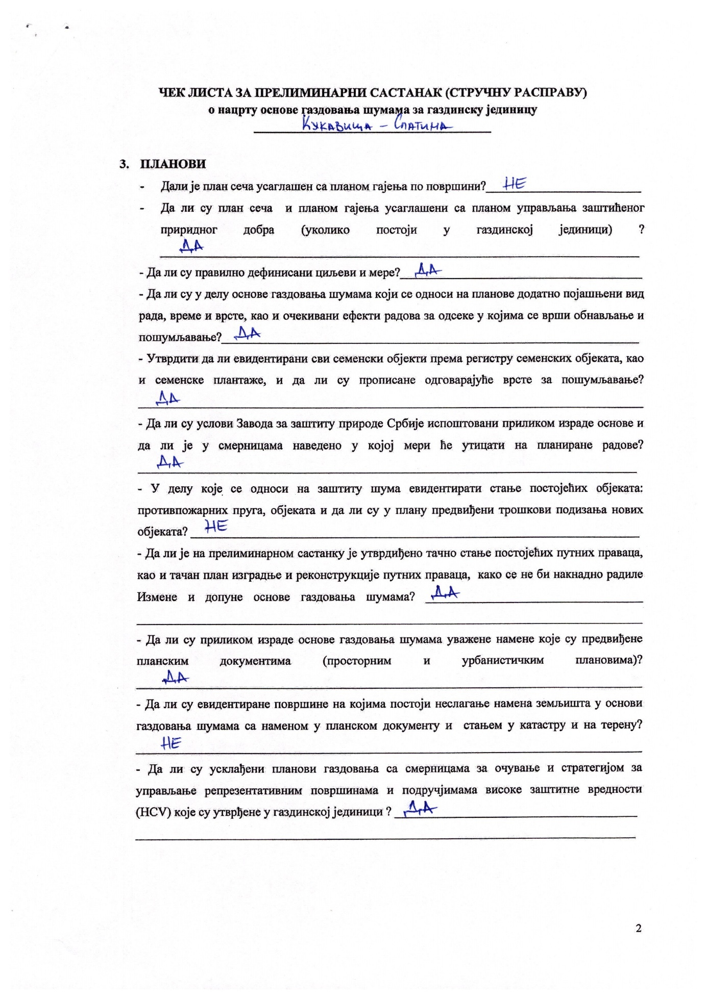 ЧЕК ЛИСТА ЗА ПРЕЛИМИНАРНИ САСТАНАК (СТРУЧНУ РАСПРАВУ)
о нацрту основе газдовања шумама за газдинску јединицу
Кукавица – Слатина
3. ПЛАНОВИ
- Дали је план сеча усаглашен са планом гајења по површини? НЕ
- Да ли су план сеча и планом гајења усаглашени са планом управљања заштићеног
приридног добра (уколико постоји у газдинској јединици) ?
ДА
- Да ли су правилно дефинисани циљеви и мере? ДА
- Да ли су у делу основе газдовања шумама који се односи на планове додатно појашњени вид
рада, време и врсте, као и очекивани ефекти радова за одсеке у којима се врши обнављање и
пошумљавање? ДА
- Утврдити да ли евидентирани сви семенски објекти према регистру семенских објеката, као
и семенске плантаже, и да ли су прописане одговарајуће врсте за пошумљавање?
ДА
- Да ли су услови Завода за заштиту природе Србије испоштовани приликом израде основе и
да ли је у смерницама наведено у којој мери ће утицати на планиране радове?
ДА
- У делу које се односи на заштиту шума евидентирати стање постојећих објеката:
противпожарних пруга, објеката и да ли су у плану предвиђени трошкови подизања нових
објеката? НЕ
- Да ли је на прелиминарном састанку је утврдиђено тачно стање постојећих путних праваца,
као и тачан план изградње и реконструкције путних праваца, како се не би накнадно радиле
Измене и допуне основе газдовања шумама? ДА
- Да ли су приликом израде основе газдовања шумама уважене намене које су предвиђене
планским документима (просторним и урбанистичким плановима)?
ДА
- Да ли су евидентиране површине на којима постоји неслагање намена земљишта у основи
газдовања шумама са наменом у планском документу и стањем у катастру и на терену?
НЕ
- Да ли су усклађени планови газдовања са смерницама за очување и стратегијом за
управљање репрезентативним површинама и подручјимама високе заштитне вредности
(HCV) које су утврђене у газдинској јединици ? ДА
2